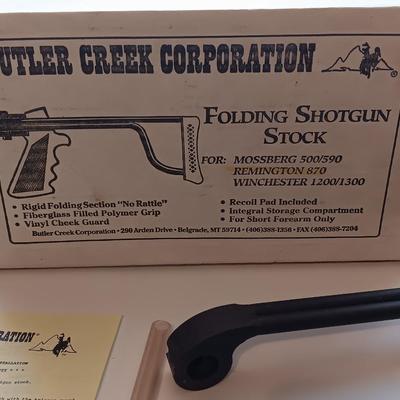 BUTLER CREEK CORPORATION
FOLDING SHOTGUN
STOCK
FOR: MOSSBERG 500/590
REMINGTON 870
WINCHESTER 1200/1300
• Rigid Folding Section "No Rattle"
• Fiberglass Filled Polymer Grip
• Vinyl Cheek Guard
• Recoil Pad Included
• Integral Storage Compartment
• For Short Forearm Only
Butler Creek Corporation • 290 Arden Drive • Belgrade, MT 59714 • (406)388-1356 • FAX (406)388-7204
ORATION